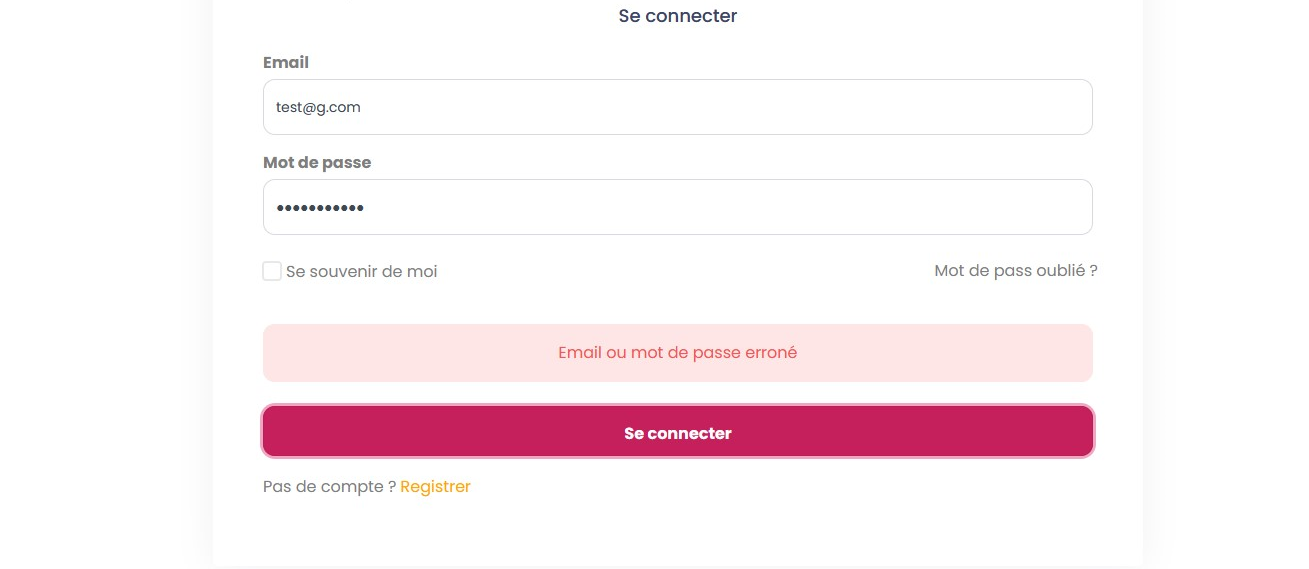 Se connecter
Email
test@g.com
Mot de passe
•••••••••••
Se souvenir de moi
Mot de pass oublié ?
Email ou mot de passe erroné
Se connecter
Pas de compte ? Registrer